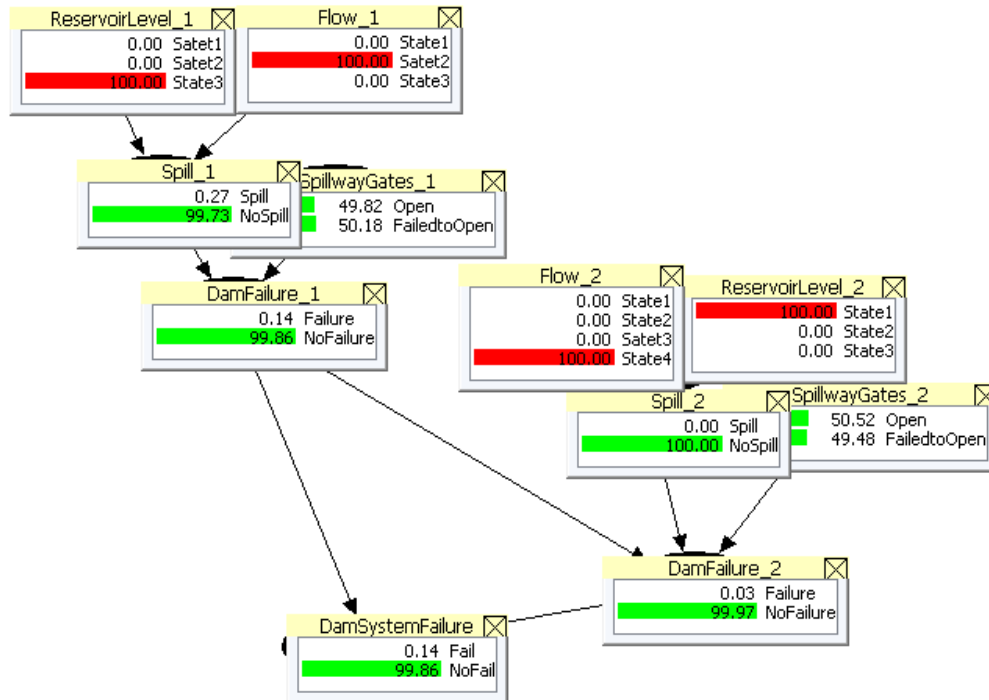 ReservoirLevel_1
0.00 Satet1
0.00 Satet2
100.00 State3
Flow_1
0.00 State1
100.00 Satet2
0.00 State3
Spill_1
0.27 Spill
99.73 NoSpill
SpillwayGates_1
49.82 Open
50.18 FailedtoOpen
DamFailure_1
0.14 Failure
99.86 NoFailure
Flow_2
0.00 State1
0.00 State2
0.00 Satet3
100.00 State4
ReservoirLevel_2
100.00 State1
0.00 State2
0.00 State3
Spill_2
0.00 Spill
100.00 NoSpill
SpillwayGates_2
50.52 Open
49.48 FailedtoOpen
DamFailure_2
0.03 Failure
99.97 NoFailure
DamSystemFailure
0.14 Fail
99.86 NoFail